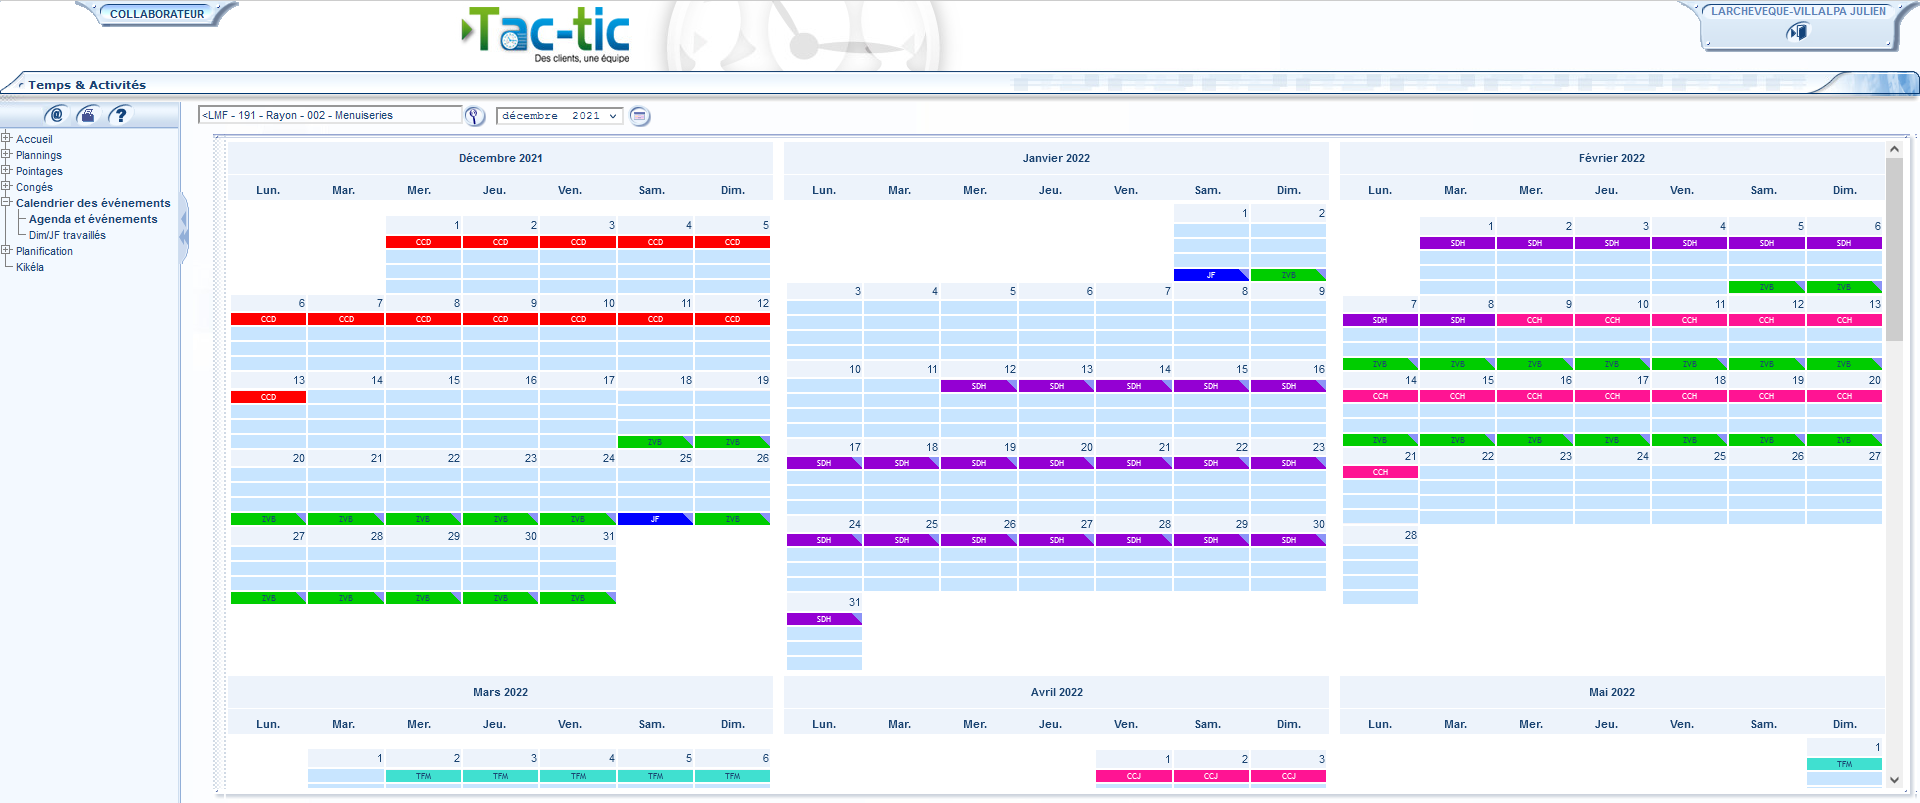 COLLABORATEUR
Tac-tic
Des clients, une équipe
LARCHEVEQUE-VILLALPA JULIEN
Temps & Activités
<LMF - 191 - Rayon - 002 - Menuiseries
décembre 2021
Accueil
Plannings
Pointages
Congés
Calendrier des événements
Agenda et événements
Dim/JF travaillés
Planification
Kikéla
Décembre 2021
Lun. Mar. Mer. Jeu. Ven. Sam. Dim.
1 2 3 4 5
CCD CCD CCD CCD CCD
6 7 8 9 10 11 12
CCD CCD CCD CCD CCD CCD CCD
13 14 15 16 17 18 19
CCD
ZVB ZVB
20 21 22 23 24 25 26
ZVB ZVB ZVB ZVB ZVB JF ZVB
27 28 29 30 31
ZVB ZVB ZVB ZVB ZVB
Janvier 2022
Lun. Mar. Mer. Jeu. Ven. Sam. Dim.
1 2
JF ZVB
3 4 5 6 7 8 9
10 11 12 13 14 15 16
SDH SDH SDH SDH SDH
17 18 19 20 21 22 23
SDH SDH SDH SDH SDH SDH SDH
24 25 26 27 28 29 30
SDH SDH SDH SDH SDH SDH SDH
31
SDH
Février 2022
Lun. Mar. Mer. Jeu. Ven. Sam. Dim.
1 2 3 4 5 6
SDH SDH SDH SDH SDH SDH
ZVB ZVB
7 8 9 10 11 12 13
SDH SDH CCH CCH CCH CCH CCH
ZVB ZVB ZVB ZVB ZVB ZVB ZVB
14 15 16 17 18 19 20
CCH CCH CCH CCH CCH CCH CCH
ZVB ZVB ZVB ZVB ZVB ZVB ZVB
21 22 23 24 25 26 27
CCH
28
Mars 2022
Lun. Mar. Mer. Jeu. Ven. Sam. Dim.
1 2 3 4 5 6
TFM TFM TFM TFM TFM
Avril 2022
Lun. Mar. Mer. Jeu. Ven. Sam. Dim.
1 2 3
CCJ CCJ CCJ
Mai 2022
Lun. Mar. Mer. Jeu. Ven. Sam. Dim.
1
TFM